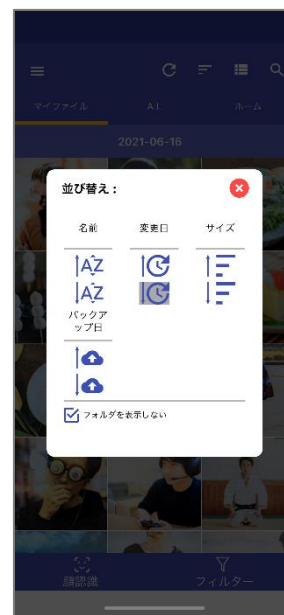 マイファイル A.I. ホーム
2021-06-16
並び替え：
名前 変更日 サイズ
AZ
AZ
バックア
ップ日
フォルダを表示しない
顔認識 フィルター